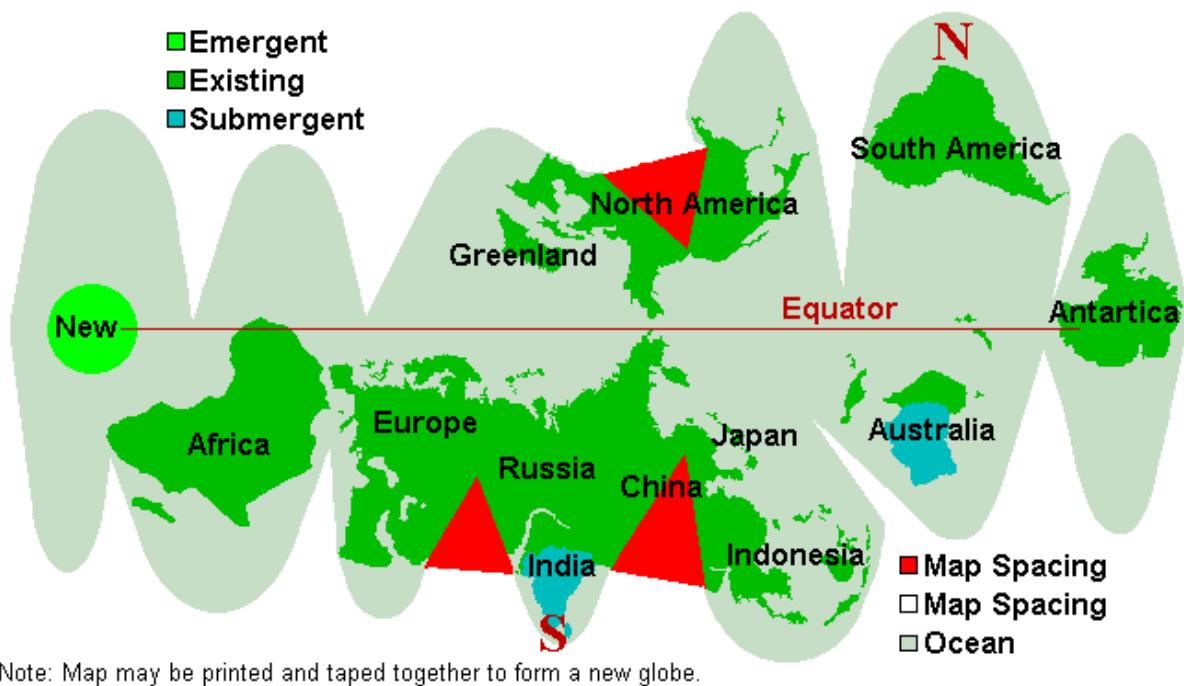 Emergent
Existing
Submergent
N
South America
North America
Greenland
New
Equator
Antartica
Europe
Africa
Japan
Australia
Russia
China
India
Indonesia
S
Map Spacing
Map Spacing
Ocean
Note: Map may be printed and taped together to form a new globe.